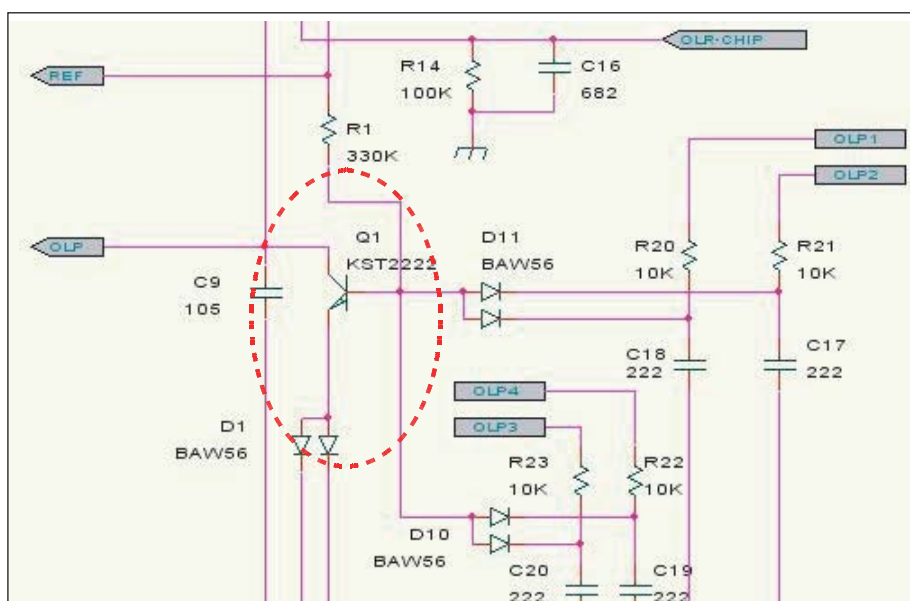 OLR-CHIP
REF
R14
100K
C16
682
R1
330K
OLP1
OLP2
OLP
Q1
KST2222
D11
BAW56
R20
10K
R21
10K
C9
105
C18
222
C17
222
OLP4
OLP3
D1
BAW56
R23
10K
R22
10K
D10
BAW56
C20
222
C19
222